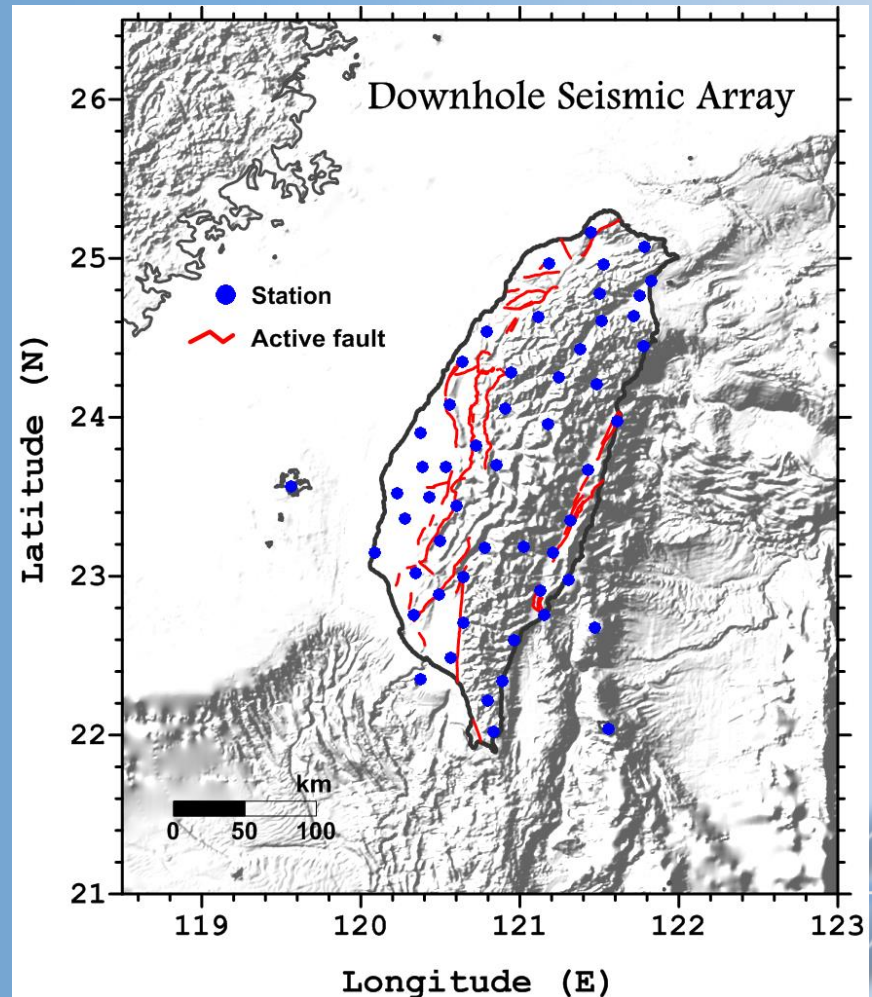 Downhole Seismic Array
Station
Active fault
km
0 50 100
26
25
24
23
22
21
Latitude (N)
119 120 121 122 123
Longitude (E)